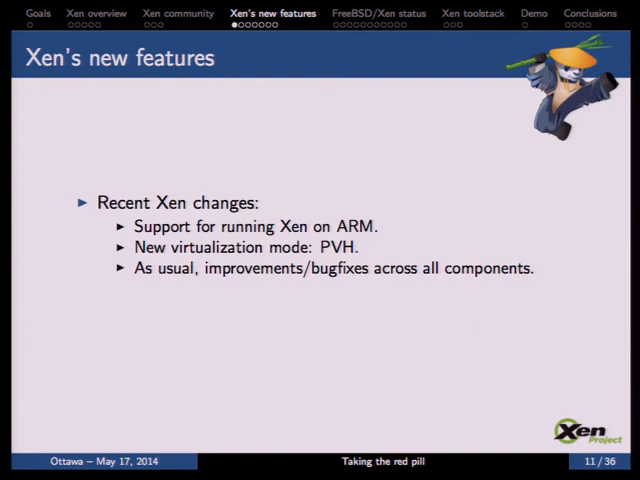 Goals Xen overview Xen community Xen's new features FreeBSD/Xen status Xen toolstack Demo Conclusions
Xen's new features
Recent Xen changes:
Support for running Xen on ARM.
New virtualization mode: PVH.
As usual, improvements/bugfixes across all components.
Xen
Project
Ottawa – May 17, 2014 Taking the red pill 11 / 36